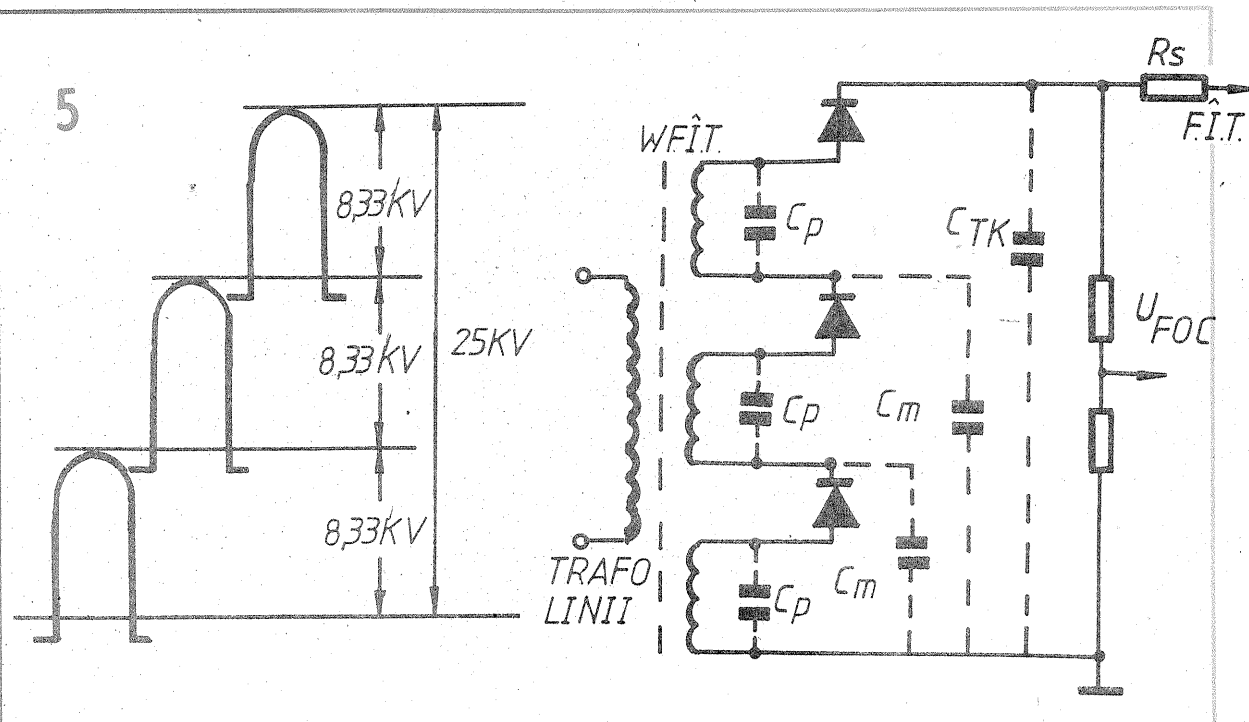 5
8,33KV
8,33KV
25KV
8,33KV
WFÎT.
TRAFO
LINII
Cp
Cp
Cp
Cm
Cm
CTK
Rs
F.Î.T.
UFOC